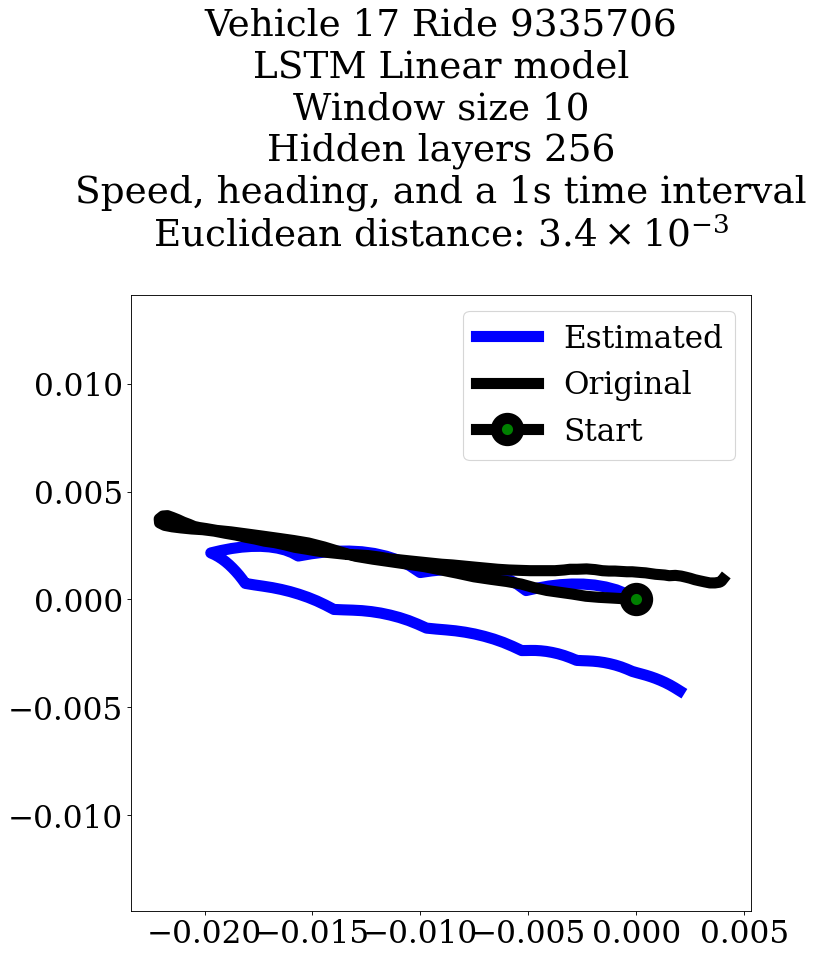 Vehicle 17 Ride 9335706
LSTM Linear model
Window size 10
Hidden layers 256
Speed, heading, and a 1s time interval
Euclidean distance: 3.4 × 10⁻³
Estimated
Original
Start
0.010
0.005
0.000
−0.005
−0.010
−0.020 −0.015 −0.010 −0.005 0.000 0.005